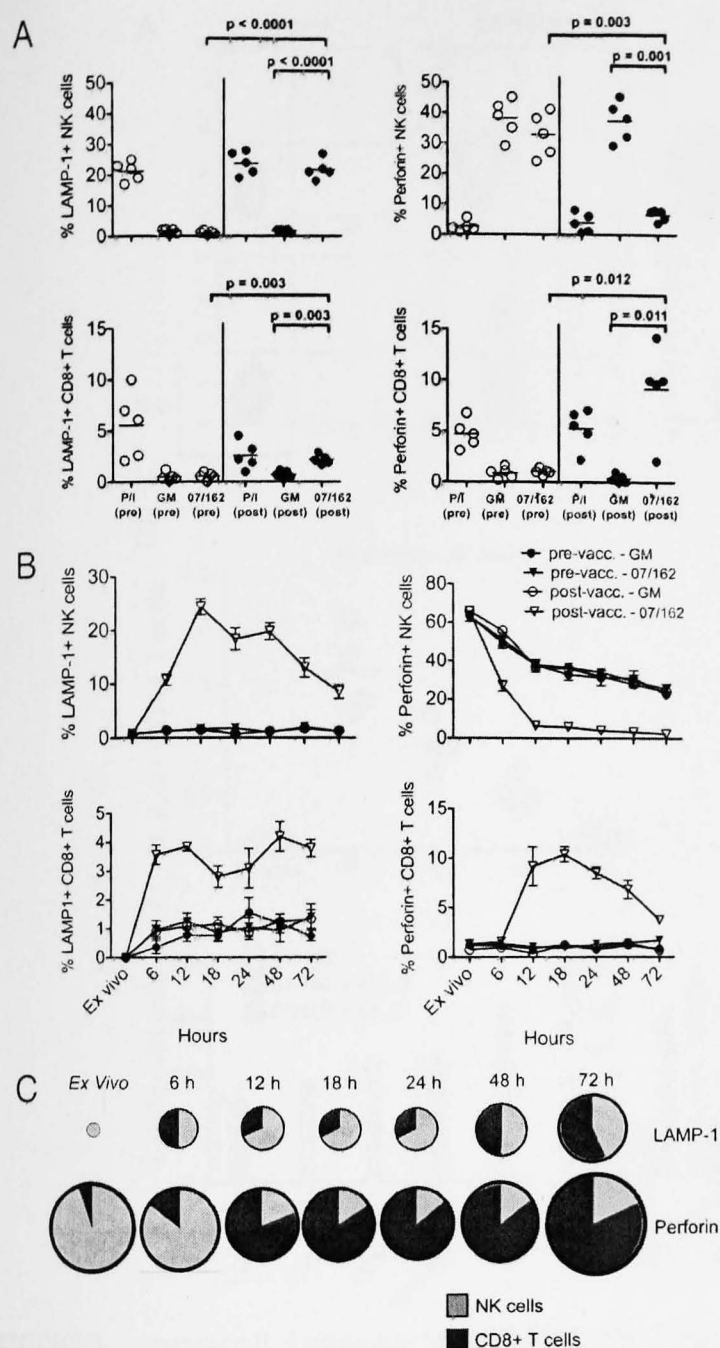 A
p < 0.0001
p < 0.0001
% LAMP-1+ NK cells
50
40
30
20
10
0
p = 0.003
p = 0.001
% Perforin+ NK cells
50
40
30
20
10
0
p = 0.003
p = 0.003
% LAMP-1+ CD8+ T cells
15
10
5
0
P/I (pre)
GM (pre)
07/162 (pre)
P/I (post)
GM (post)
07/162 (post)
p = 0.012
p = 0.011
% Perforin+ CD8+ T cells
15
10
5
0
P/I (pre)
GM (pre)
07/162 (pre)
P/I (post)
GM (post)
07/162 (post)
B
% LAMP-1+ NK cells
30
20
10
0
pre-vacc. - GM
pre-vacc. - 07/162
post-vacc. - GM
post-vacc. - 07/162
% Perforin+ NK cells
80
60
40
20
0
% LAMP1+ CD8+ T cells
5
4
3
2
1
0
Ex vivo
6
12
18
24
48
72
Hours
% Perforin+ CD8+ T cells
15
10
5
0
Ex vivo
6
12
18
24
48
72
Hours
C
Ex Vivo
6 h
12 h
18 h
24 h
48 h
72 h
LAMP-1
Perforin
NK cells
CD8+ T cells